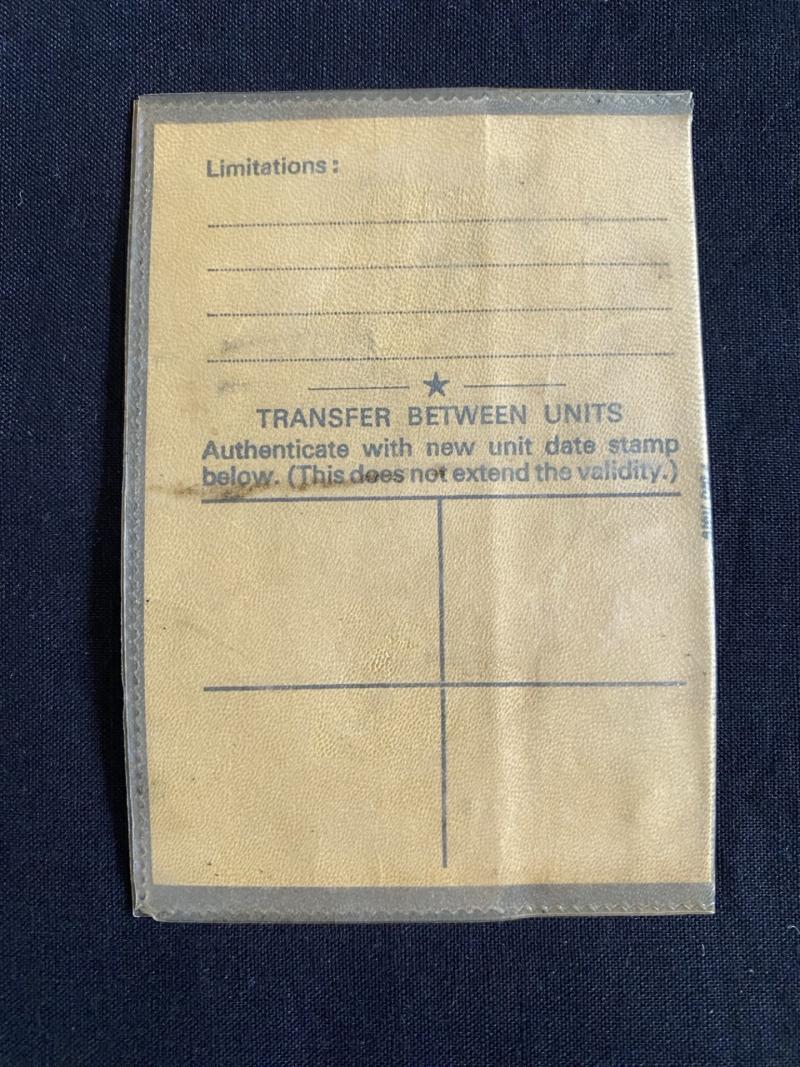 Limitations:
TRANSFER BETWEEN UNITS
Authenticate with new unit date stamp
below. (This does not extend the validity.)